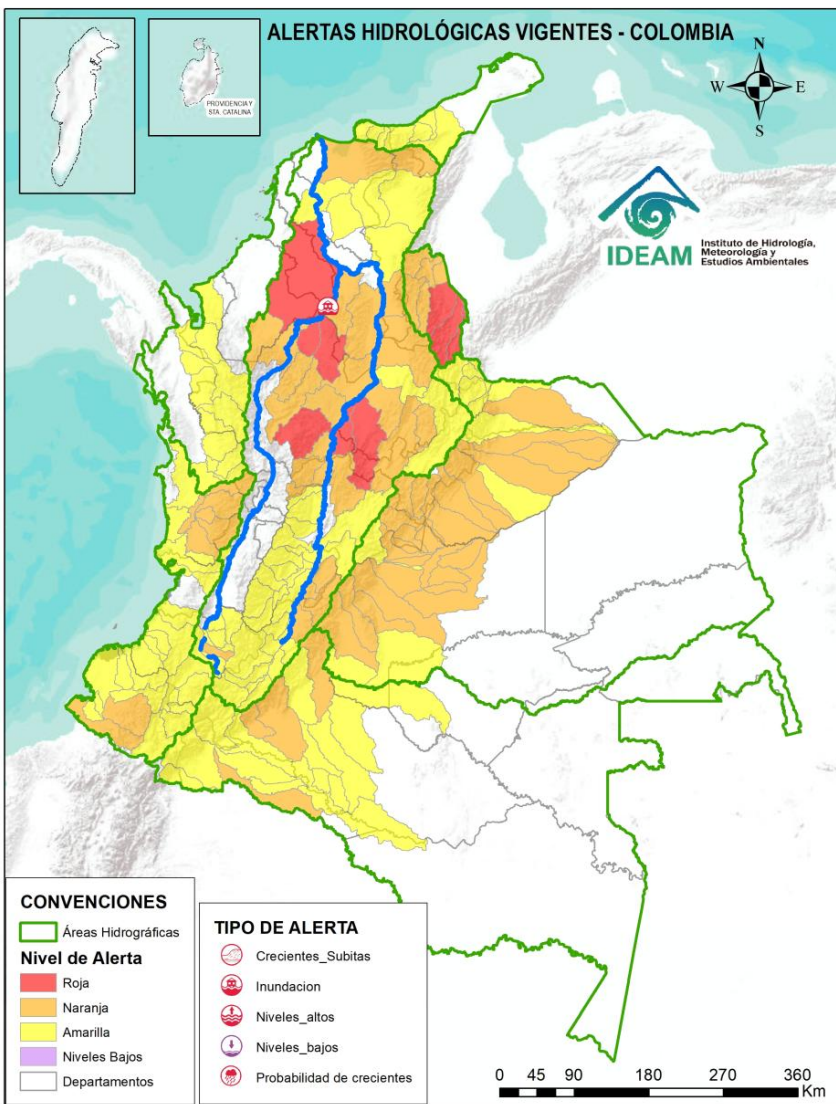 ALERTAS HIDROLÓGICAS VIGENTES - COLOMBIA
PROVIDENCIA Y
STA. CATALINA
N
W
E
S
IDEAM
Instituto de Hidrología,
Meteorología y
Estudios Ambientales
CONVENCIONES
Áreas Hidrográficas
Nivel de Alerta
Roja
Naranja
Amarilla
Niveles Bajos
Departamentos
TIPO DE ALERTA
Crecientes_Subitas
Inundacion
Niveles_altos
Niveles_bajos
Probabilidad de crecientes
0 45 90 180 270 360
Km